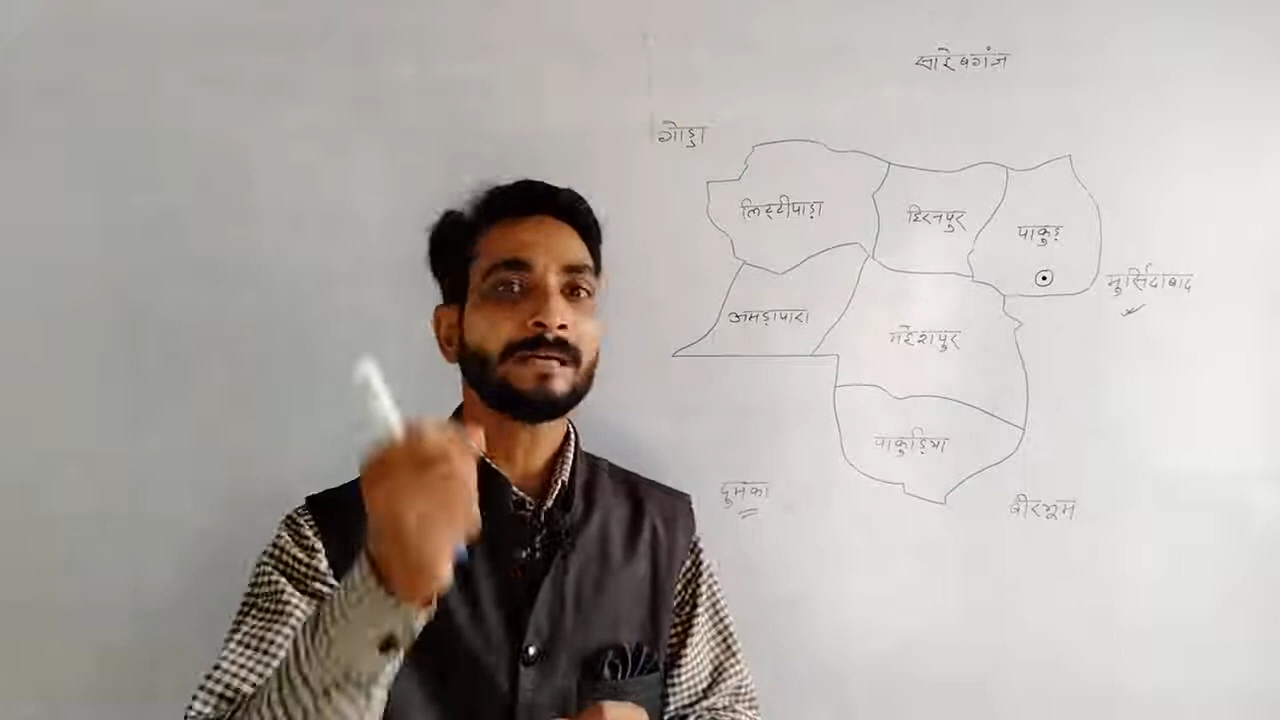 साहेबगंज
गोड्डा
लिट्टीपाड़ा
हिरनपुर
पाकुड़
मुर्सिदाबाद
अमड़ापारा
महेशपुर
पाकुड़िया
दुमका
बीरभूम